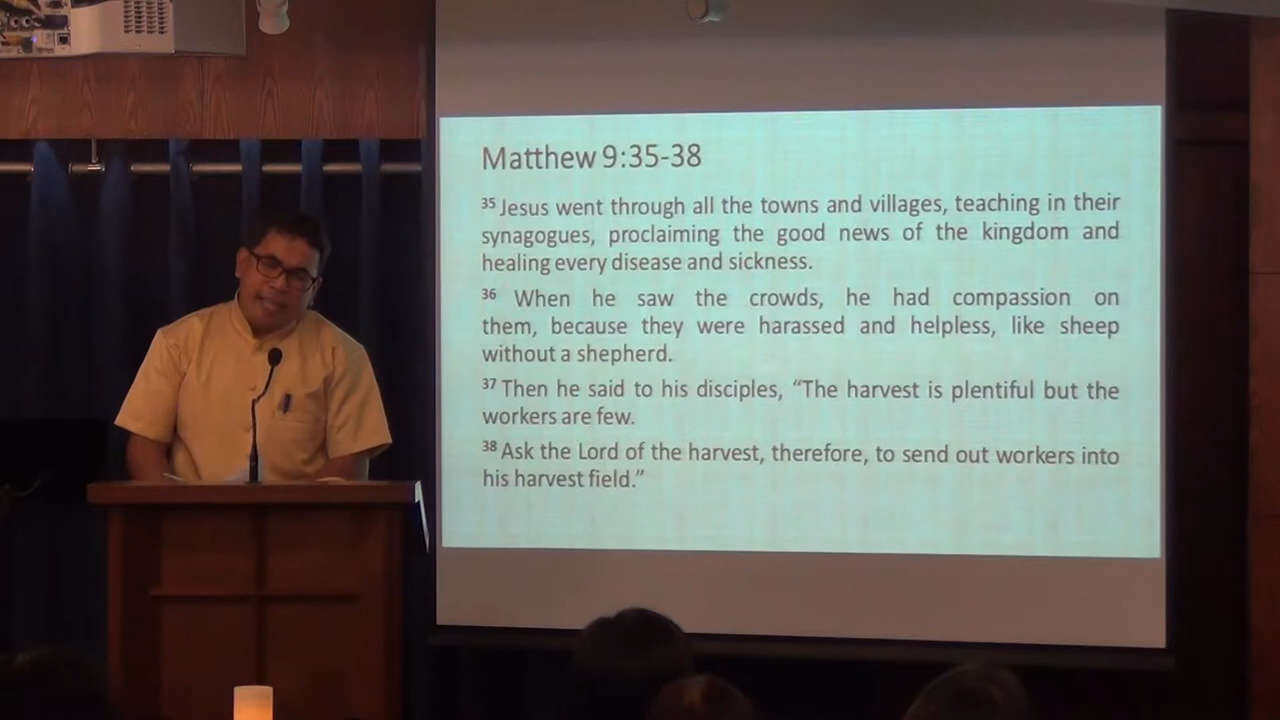 Matthew 9:35-38
35 Jesus went through all the towns and villages, teaching in their
synagogues, proclaiming the good news of the kingdom and
healing every disease and sickness.
36 When he saw the crowds, he had compassion on
them, because they were harassed and helpless, like sheep
without a shepherd.
37 Then he said to his disciples, “The harvest is plentiful but the
workers are few.
38 Ask the Lord of the harvest, therefore, to send out workers into
his harvest field.”